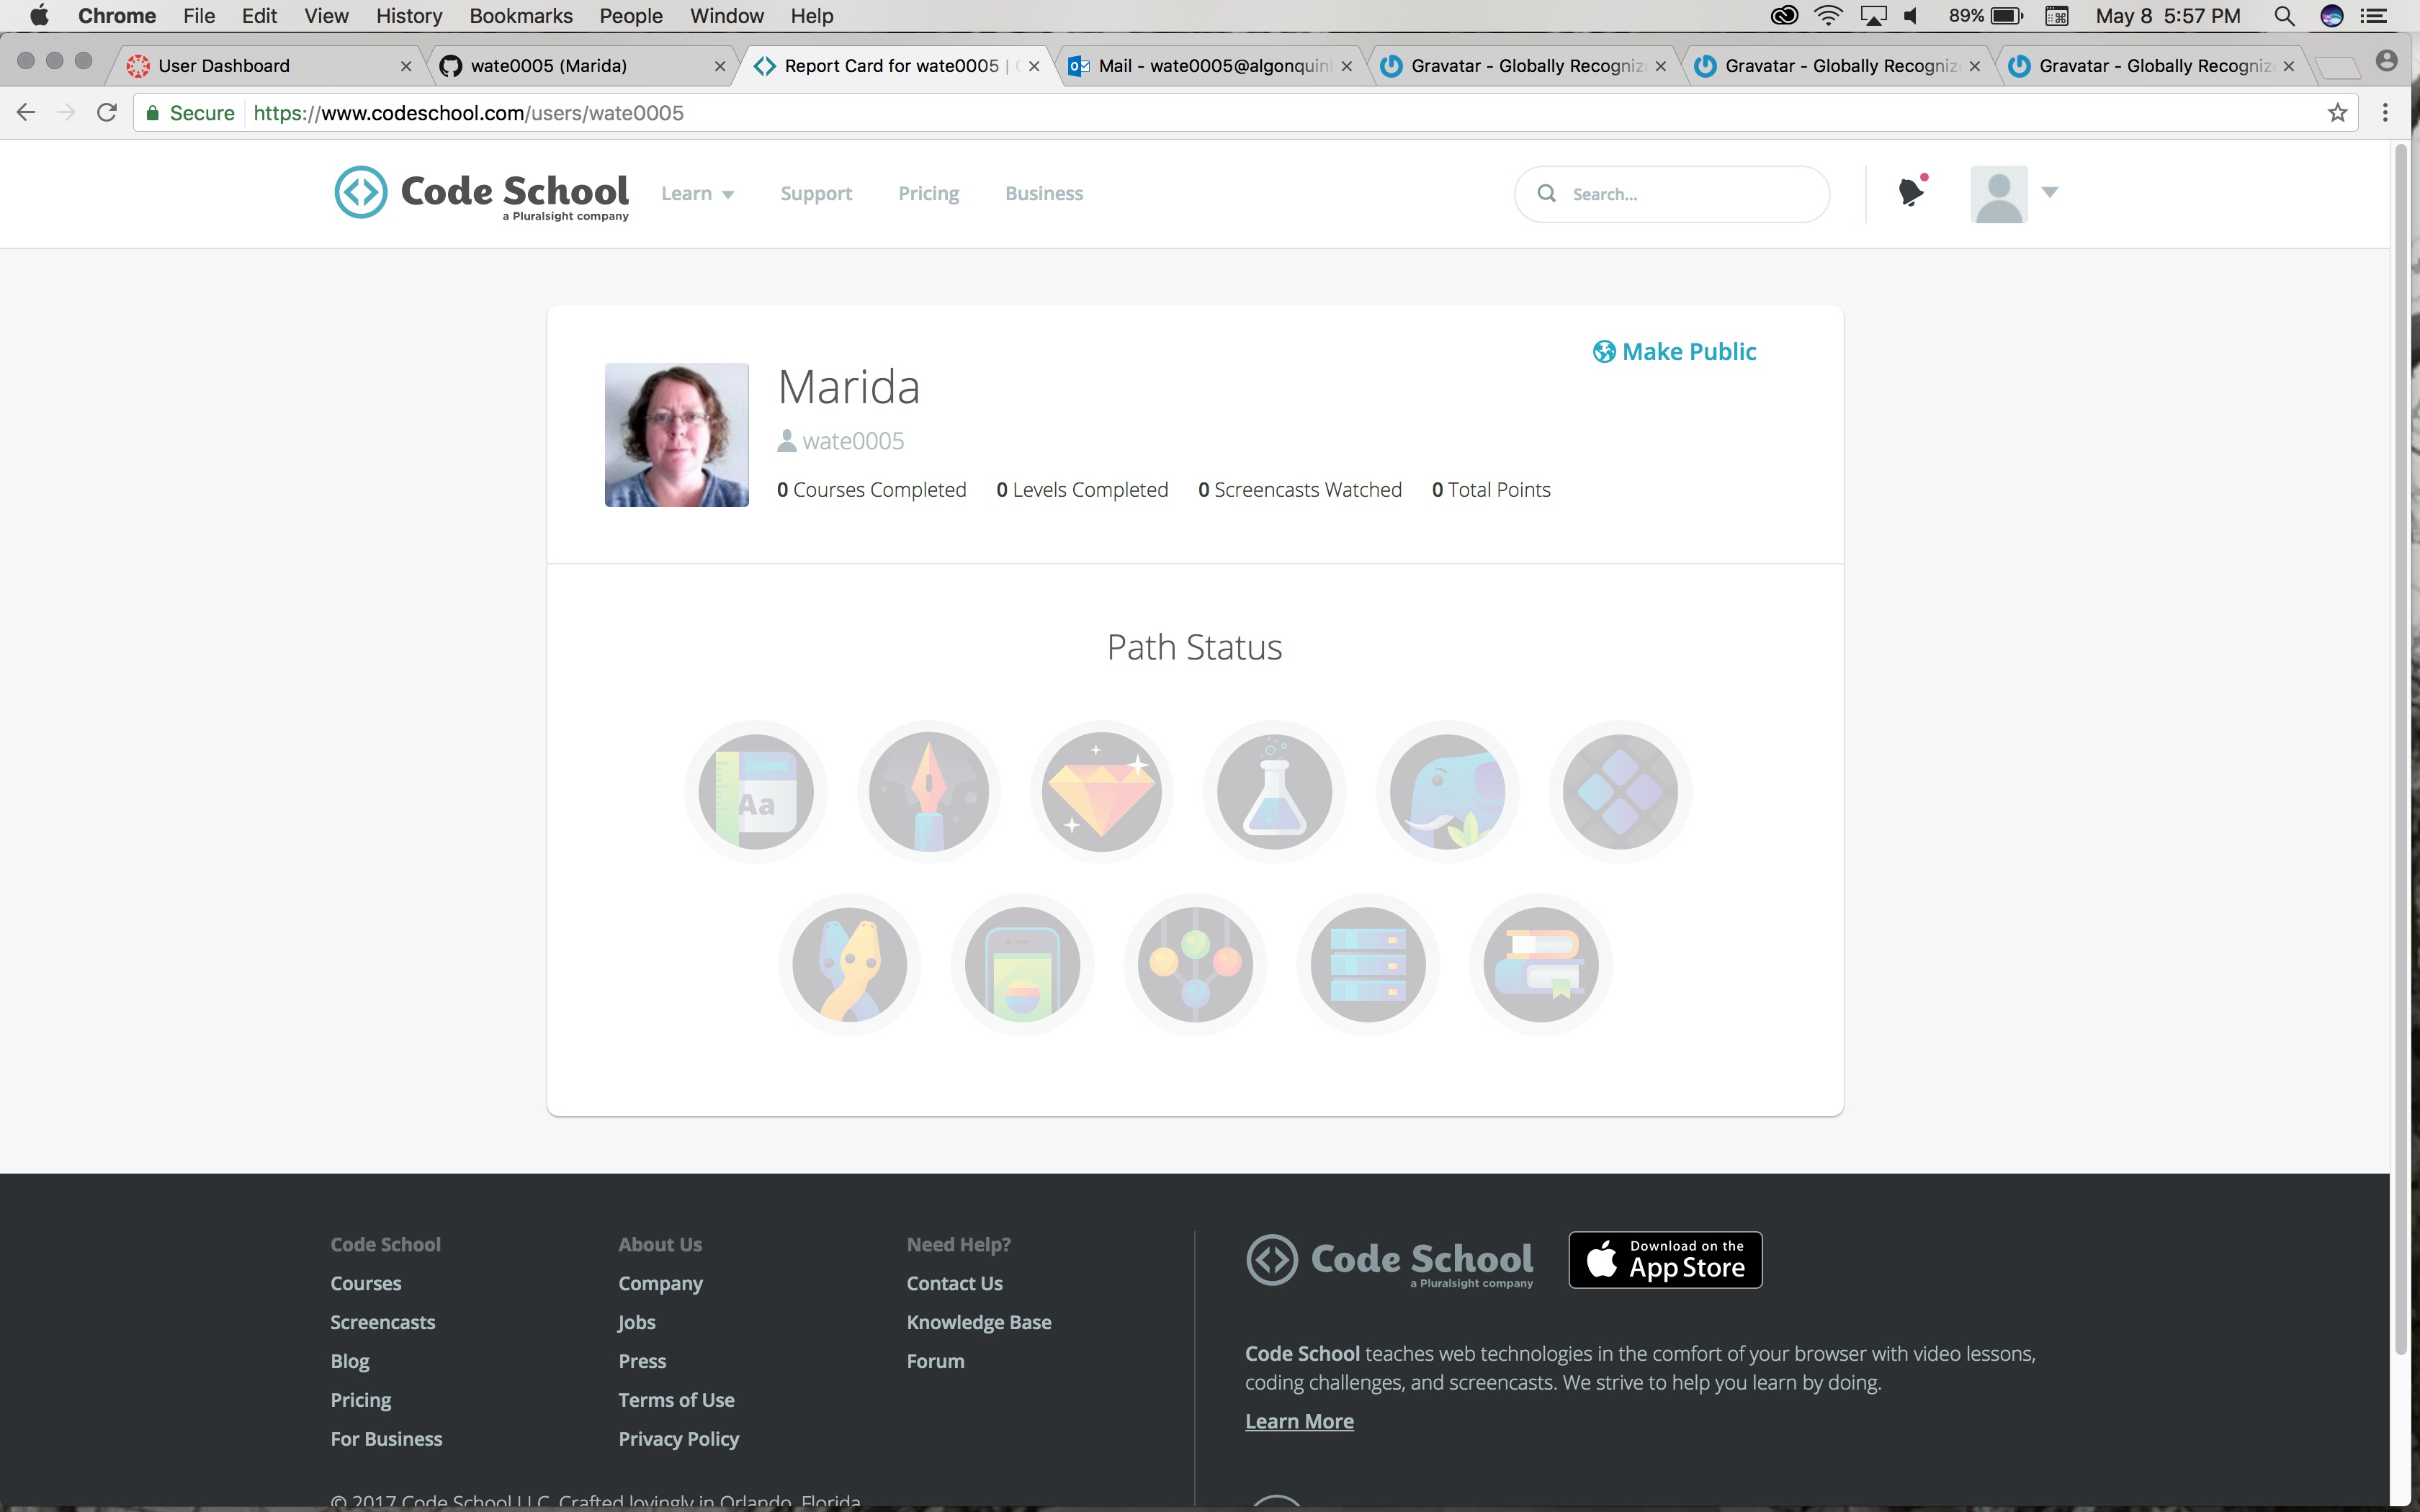 Chrome File Edit View History Bookmarks People Window Help 89% May 8 5:57 PM
User Dashboard wate0005 (Marida) Report Card for wate0005 | Mail - wate0005@algonquin Gravatar - Globally Recogniz Gravatar - Globally Recogniz Gravatar - Globally Recogniz
Secure https://www.codeschool.com/users/wate0005
Code School
a Pluralsight company
Learn Support Pricing Business Search...
Make Public
Marida
wate0005
0 Courses Completed 0 Levels Completed 0 Screencasts Watched 0 Total Points
Path Status
Aa
Code School
Courses
Screencasts
Blog
Pricing
For Business
About Us
Company
Jobs
Press
Terms of Use
Privacy Policy
Need Help?
Contact Us
Knowledge Base
Forum
Code School
a Pluralsight company
Download on the
App Store
Code School teaches web technologies in the comfort of your browser with video lessons,
coding challenges, and screencasts. We strive to help you learn by doing.
Learn More
© 2017 Code School LLC. Crafted lovingly in Orlando, Florida